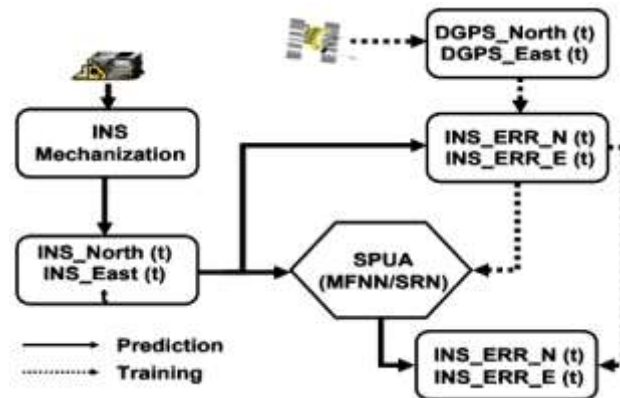 DGPS_North (t)
DGPS_East (t)
INS
Mechanization
INS_ERR_N (t)
INS_ERR_E (t)
INS_North (t)
INS_East (t)
t
SPUA
(MFNN/SRN)
INS_ERR_N (t)
INS_ERR_E (t)
Prediction
Training